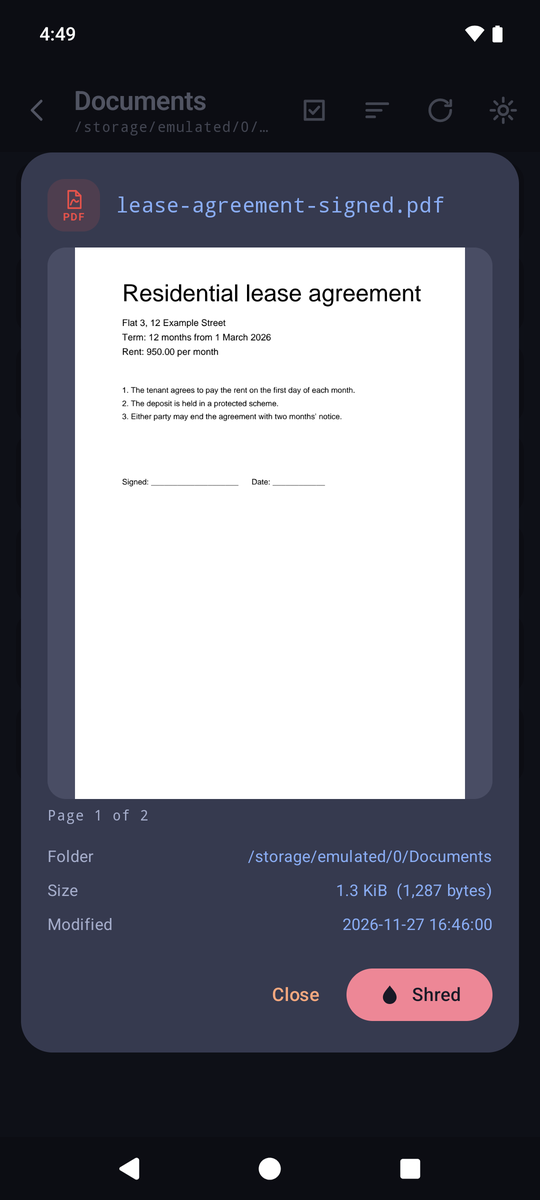 4:49
Documents
/storage/emulated/0/…
PDF
lease-agreement-signed.pdf
Residential lease agreement
Flat 3, 12 Example Street
Term: 12 months from 1 March 2026
Rent: 950.00 per month
1. The tenant agrees to pay the rent on the first day of each month.
2. The deposit is held in a protected scheme.
3. Either party may end the agreement with two months' notice.
Signed: ____________________ Date: ____________
Page 1 of 2
Folder /storage/emulated/0/Documents
Size 1.3 KiB (1,287 bytes)
Modified 2026-11-27 16:46:00
Close Shred